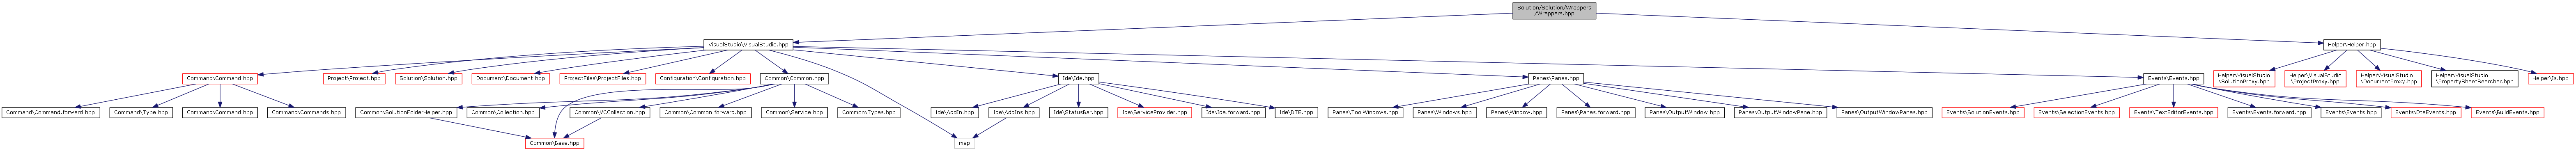 Solution/Solution/Wrappers
/Wrappers.hpp
VisualStudio\VisualStudio.hpp
Helper\Helper.hpp
Command\Command.hpp
Project\Project.hpp
Solution\Solution.hpp
Document\Document.hpp
ProjectFiles\ProjectFiles.hpp
Configuration\Configuration.hpp
Common\Common.hpp
Ide\Ide.hpp
Panes\Panes.hpp
Events\Events.hpp
Helper\VisualStudio
\SolutionProxy.hpp
Helper\VisualStudio
\ProjectProxy.hpp
Helper\VisualStudio
\DocumentProxy.hpp
Helper\VisualStudio
\PropertySheetSearcher.hpp
Helper\Is.hpp
Command\Command.forward.hpp
Command\Type.hpp
Command\Command.hpp
Command\Commands.hpp
Common\SolutionFolderHelper.hpp
Common\Collection.hpp
Common\VCCollection.hpp
Common\Common.forward.hpp
Common\Service.hpp
Common\Types.hpp
Ide\AddIn.hpp
Ide\AddIns.hpp
Ide\StatusBar.hpp
Ide\ServiceProvider.hpp
Ide\Ide.forward.hpp
Ide\DTE.hpp
Panes\ToolWindows.hpp
Panes\Windows.hpp
Panes\Window.hpp
Panes\Panes.forward.hpp
Panes\OutputWindow.hpp
Panes\OutputWindowPane.hpp
Panes\OutputWindowPanes.hpp
Events\SolutionEvents.hpp
Events\SelectionEvents.hpp
Events\TextEditorEvents.hpp
Events\Events.forward.hpp
Events\Events.hpp
Events\DteEvents.hpp
Events\BuildEvents.hpp
Common\Base.hpp
map